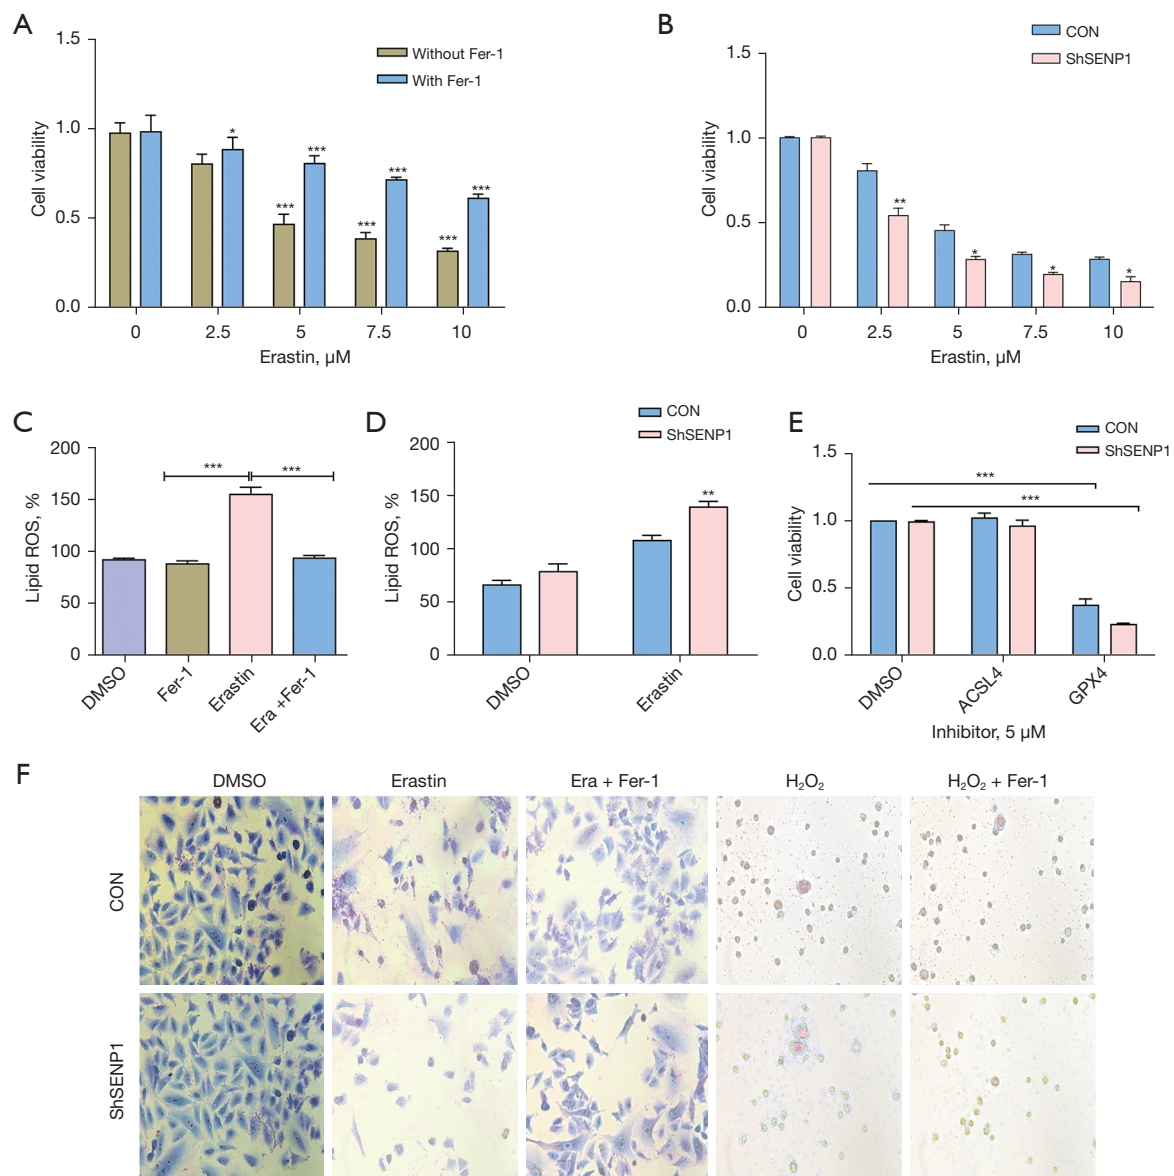 A
1.5
1.0
0.5
0.0
Cell viability
Without Fer-1
With Fer-1
*
***
***
***
***
***
***
0
2.5
5
7.5
10
Erastin, µM
B
1.5
1.0
0.5
0.0
Cell viability
CON
ShSENP1
**
*
*
*
0
2.5
5
7.5
10
Erastin, µM
C
200
150
100
50
0
Lipid ROS, %
***
***
DMSO
Fer-1
Erastin
Era +Fer-1
D
200
150
100
50
0
Lipid ROS, %
CON
ShSENP1
**
DMSO
Erastin
E
1.5
1.0
0.5
0.0
Cell viability
CON
ShSENP1
***
***
DMSO
ACSL4
GPX4
Inhibitor, 5 µM
F
DMSO
Erastin
Era + Fer-1
H₂O₂
H₂O₂ + Fer-1
CON
ShSENP1